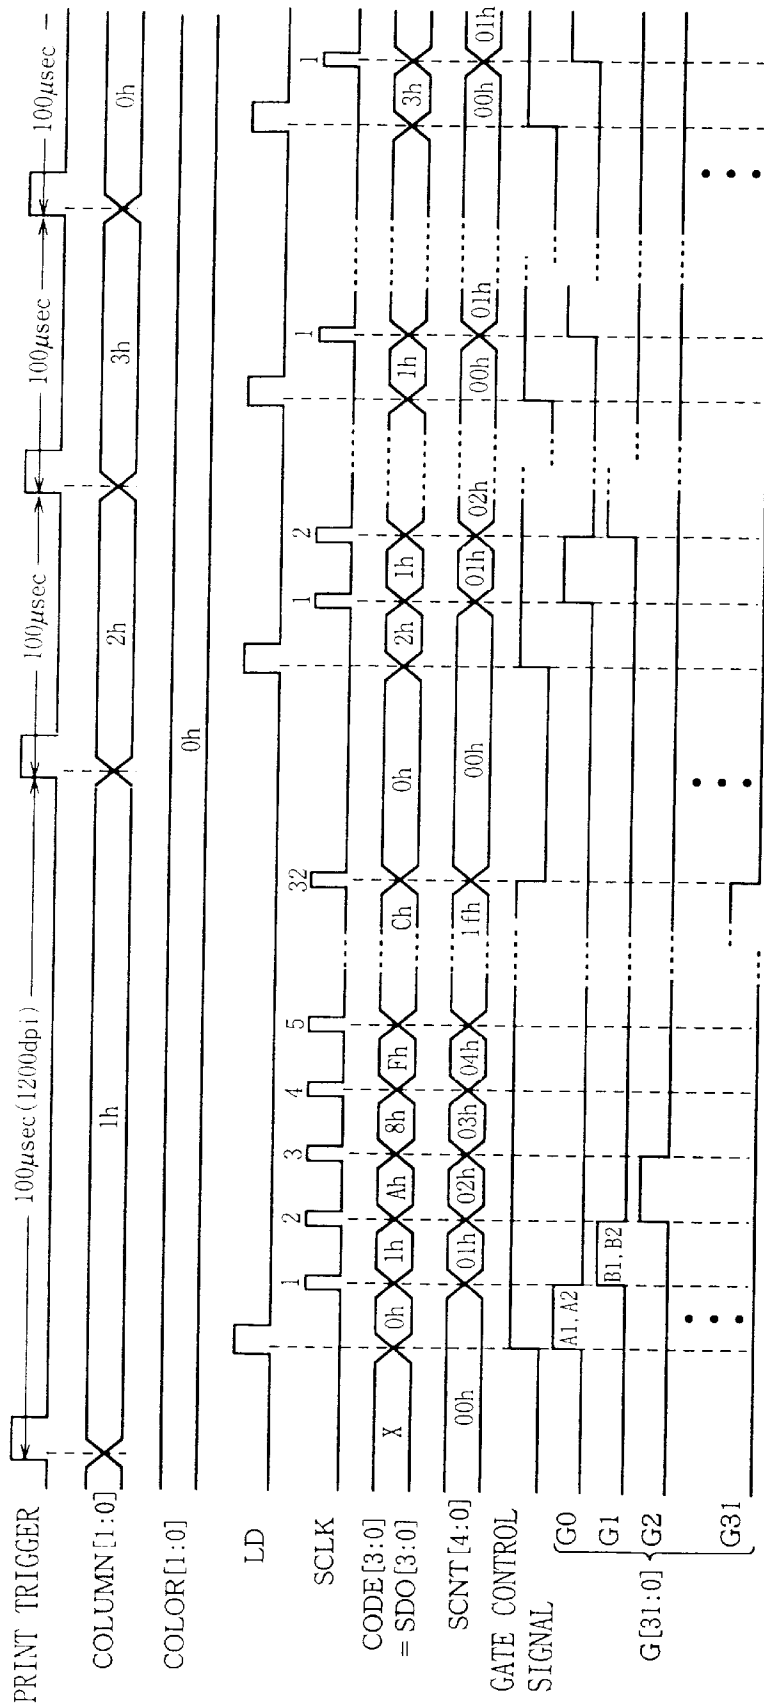 PRINT TRIGGER
100μsec(1200dpi) 100μsec 100μsec 100μsec
COLUMN[1:0]
1h 2h 3h 0h
COLOR[1:0]
0h
LD
SCLK
1 2 3 4 5 32 1 2 1 1
CODE[3:0]
= SDO[3:0]
X 0h 1h Ah 8h Fh Ch 0h 2h 1h 1h 3h
SCNT[4:0]
00h 01h 02h 03h 04h 1fh 00h 01h 02h 00h 01h 00h 01h
GATE CONTROL
SIGNAL
G[31:0]
G0
A1,A2
G1
B1,B2
G2
G31